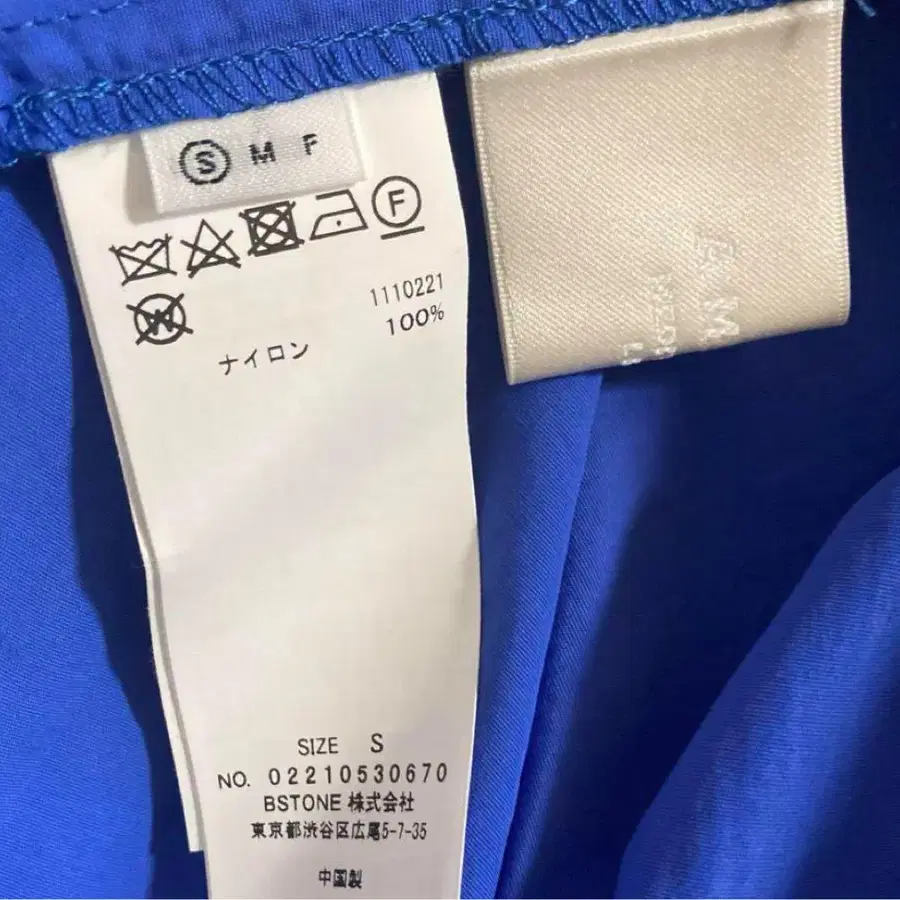 S M F
F
W
1110221
ナイロン 100%
SIZE S
NO. 02210530670
BSTONE 株式会社
東京都渋谷区広尾5-7-35
中国製